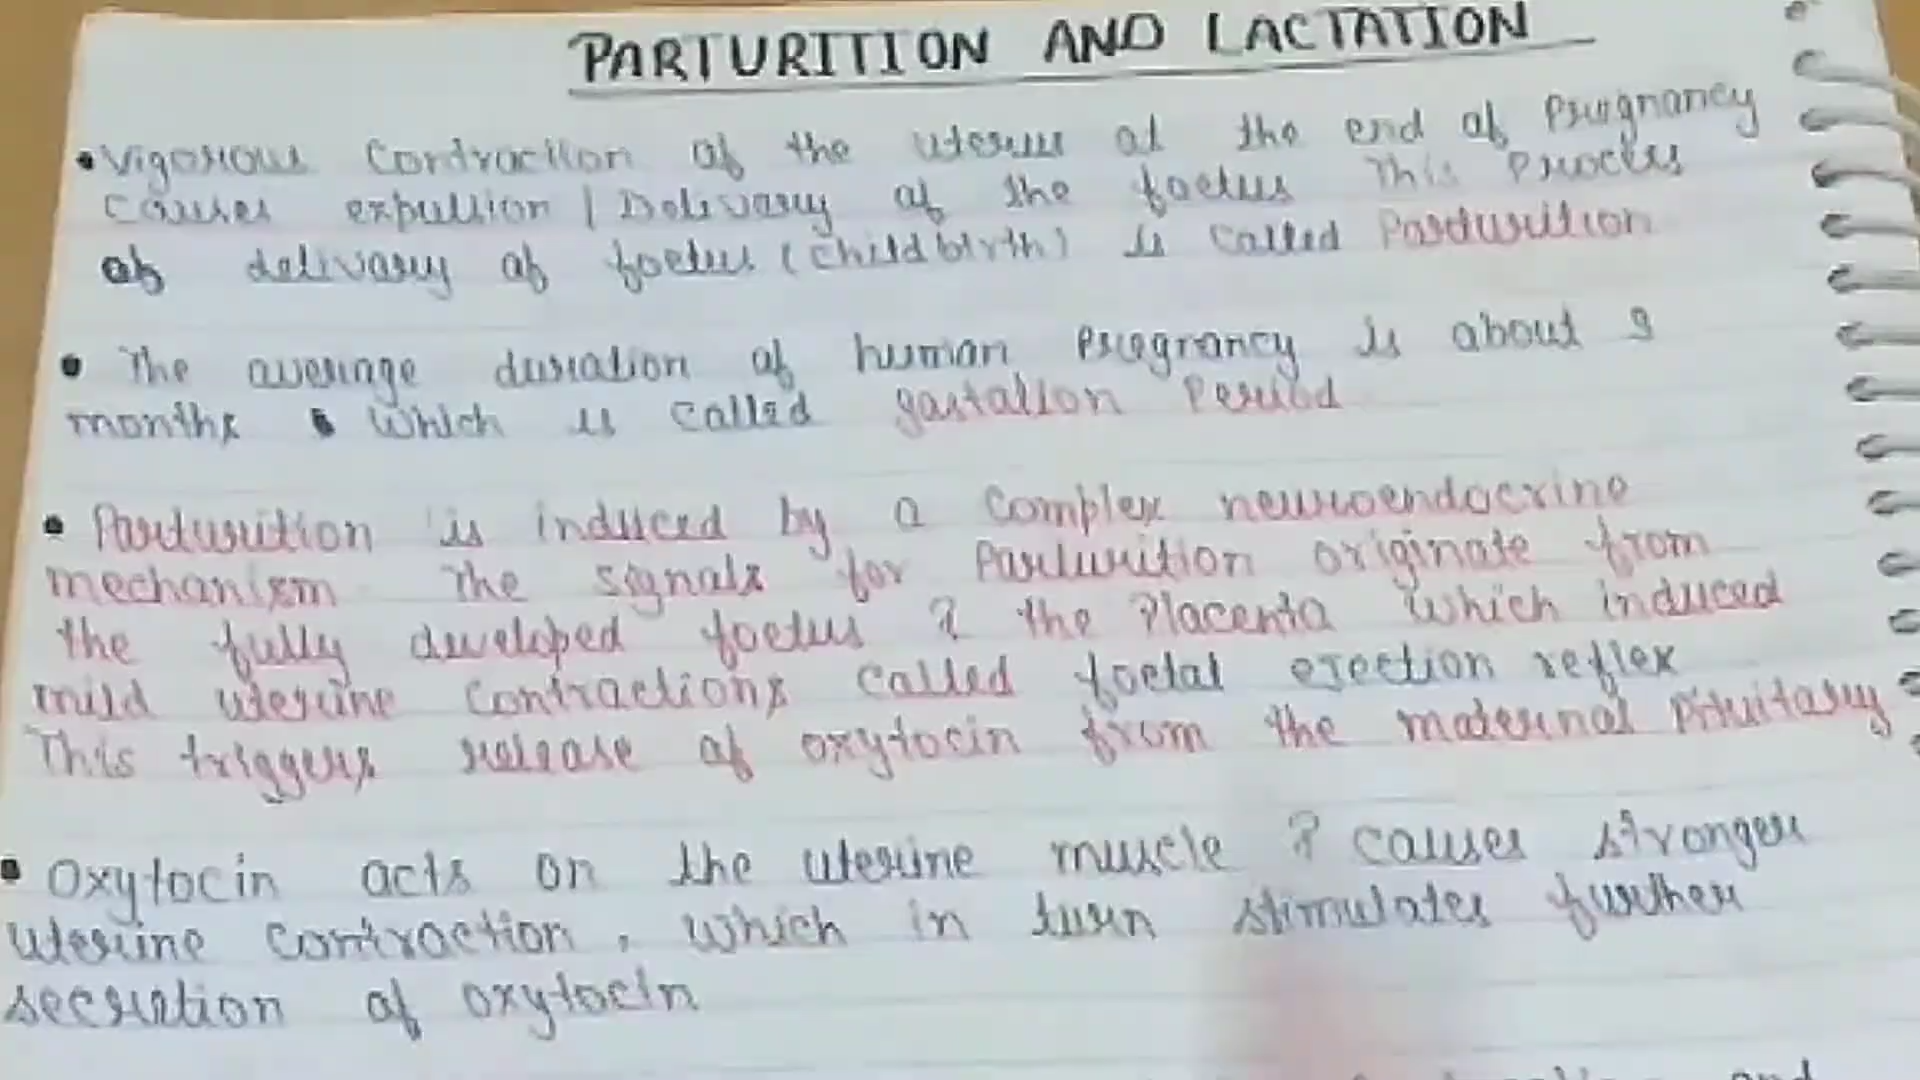 PARTURITION AND LACTATION
• Vigorous Contraction of the uterus at the end of Pregnancy
Causes expulsion / Delivary of the foetus This Process
of delivary of foetus (childbirth) is called Parturition
• The average duration of human Pregnancy is about 9
months Which is called gastation Period
• Parturition is induced by a Complex neuroendocrine
mechanism The signals for Parturition originate from
the fully developed foetus & the Placenta Which induced
mild uterine Contractions called foetal ejection reflex
This triggers release of oxytocin from the maternal Pituitary
• Oxytocin acts on the uterine muscle & causes stronger
uterine contraction, which in turn stimulates further
secretion of oxytocin
and